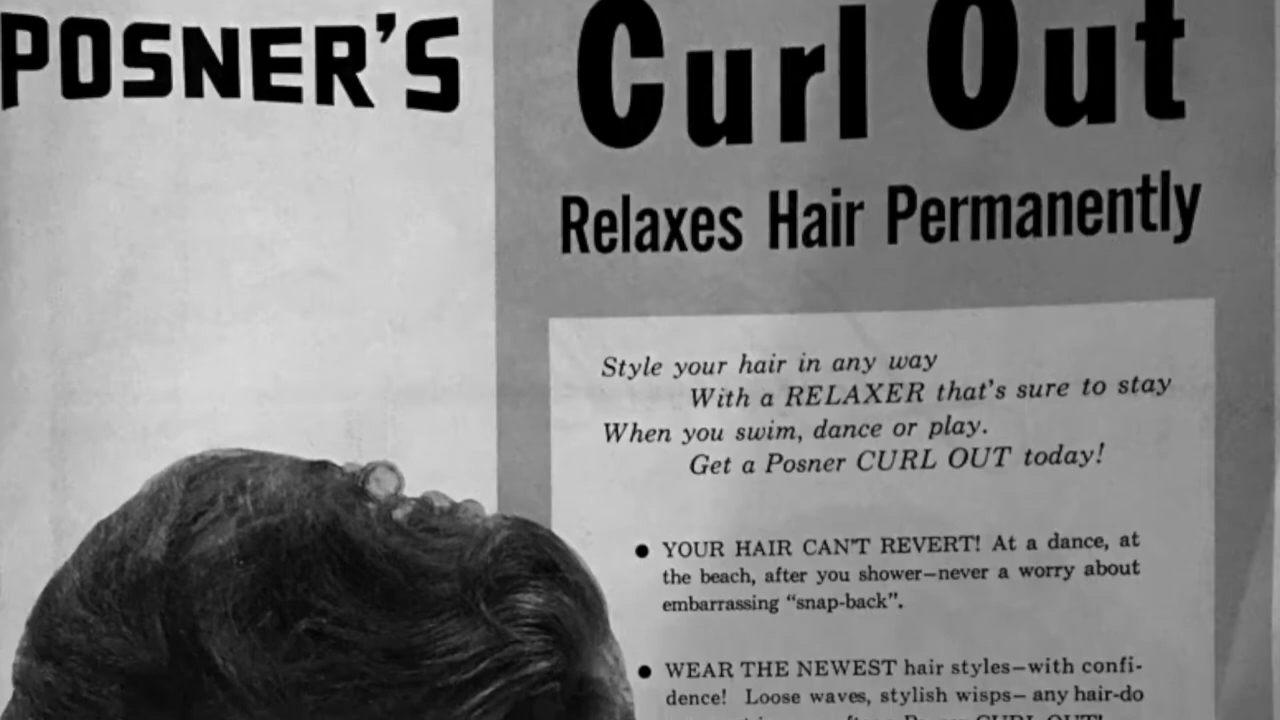 POSNER'S
Curl Out
Relaxes Hair Permanently
Style your hair in any way
With a RELAXER that's sure to stay
When you swim, dance or play.
Get a Posner CURL OUT today!
● YOUR HAIR CAN'T REVERT! At a dance, at
the beach, after you shower—never a worry about
embarrassing "snap-back".
● WEAR THE NEWEST hair styles—with confi-
dence! Loose waves, stylish wisps— any hair-do
CURL OUT!